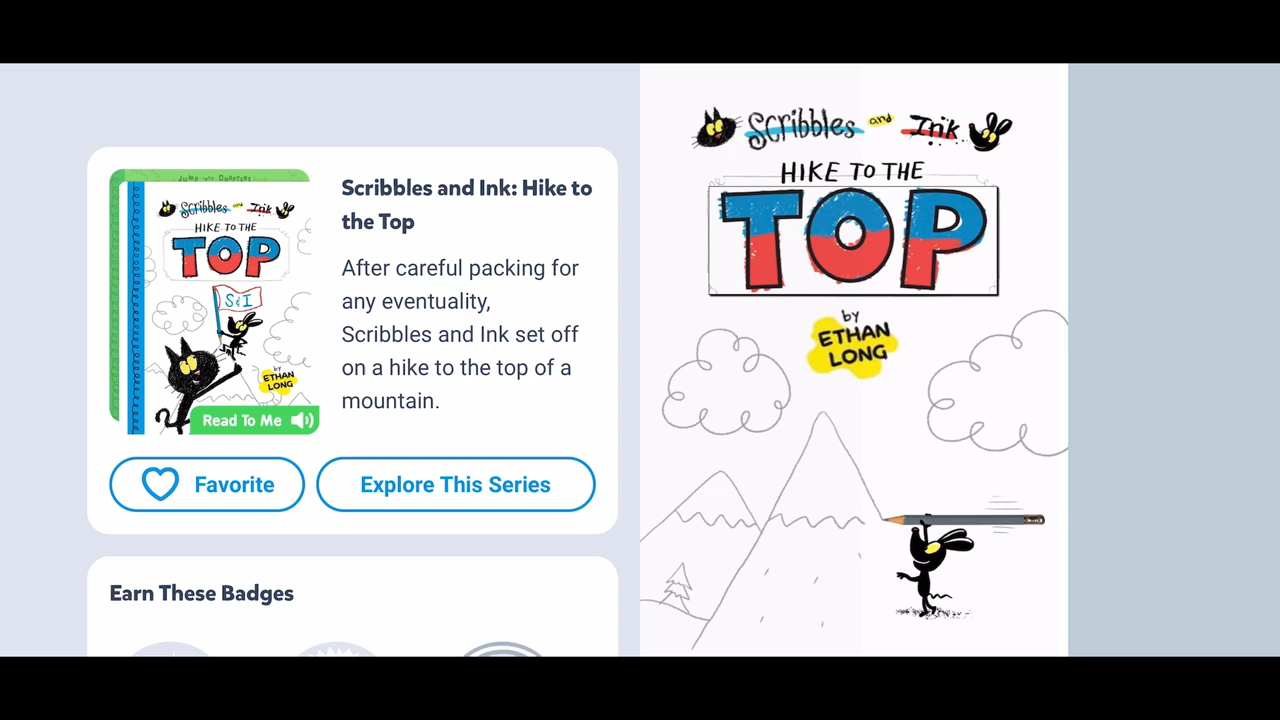 JUMP INTO CHAPTERS
Scribbles and Ink
HIKE TO THE
TOP
S&I
by
ETHAN
LONG
Read To Me
Scribbles and Ink: Hike to
the Top
After careful packing for
any eventuality,
Scribbles and Ink set off
on a hike to the top of a
mountain.
Favorite
Explore This Series
Earn These Badges
Scribbles and Ink
HIKE TO THE
TOP
by
ETHAN
LONG